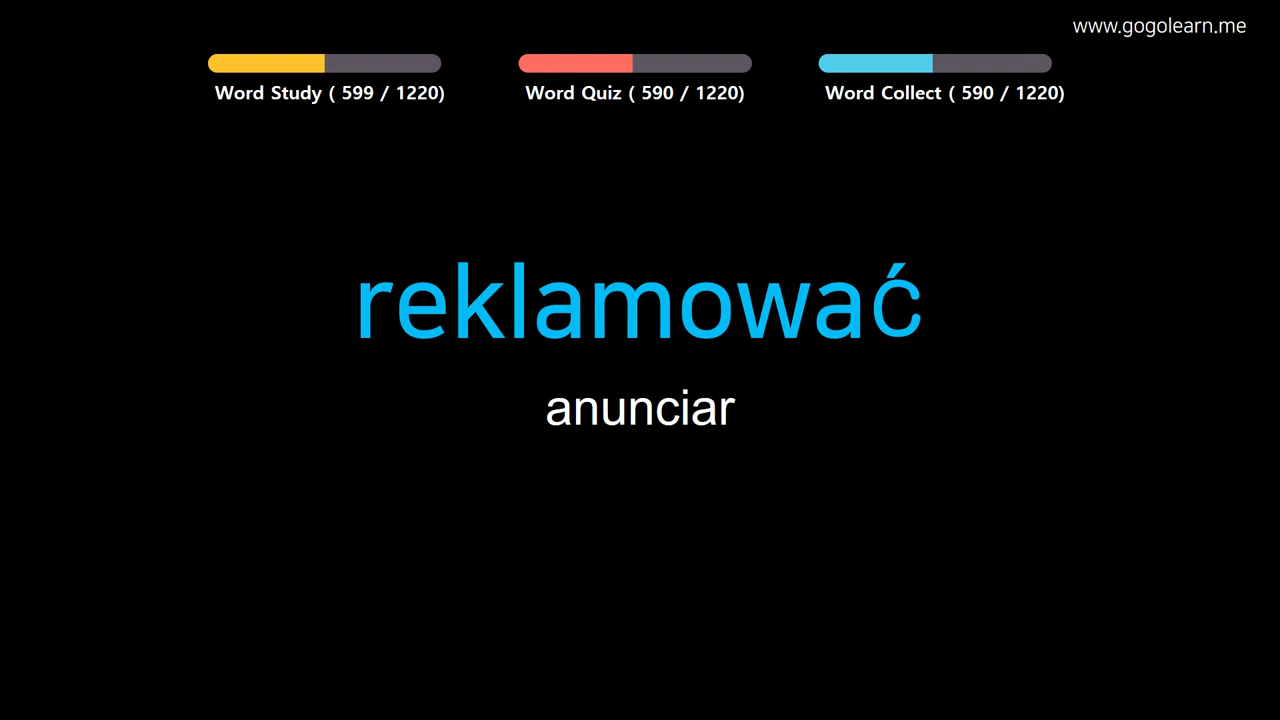 www.gogolearn.me
Word Study ( 599 / 1220)
Word Quiz ( 590 / 1220)
Word Collect ( 590 / 1220)
reklamować
anunciar